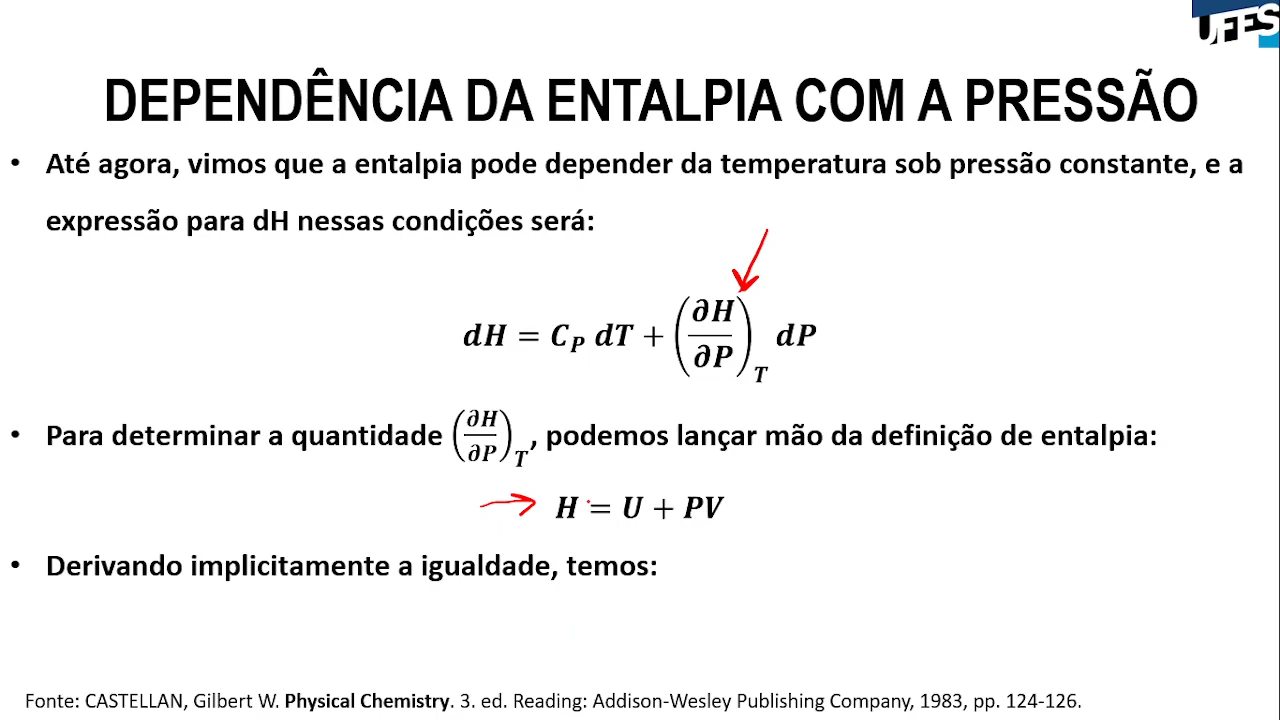 UFES
DEPENDÊNCIA DA ENTALPIA COM A PRESSÃO
• Até agora, vimos que a entalpia pode depender da temperatura sob pressão constante, e a
expressão para dH nessas condições será:
dH = C_P dT + (∂H/∂P)_T dP
• Para determinar a quantidade (∂H/∂P)_T, podemos lançar mão da definição de entalpia:
H = U + PV
• Derivando implicitamente a igualdade, temos:
Fonte: CASTELLAN, Gilbert W. Physical Chemistry. 3. ed. Reading: Addison-Wesley Publishing Company, 1983, pp. 124-126.